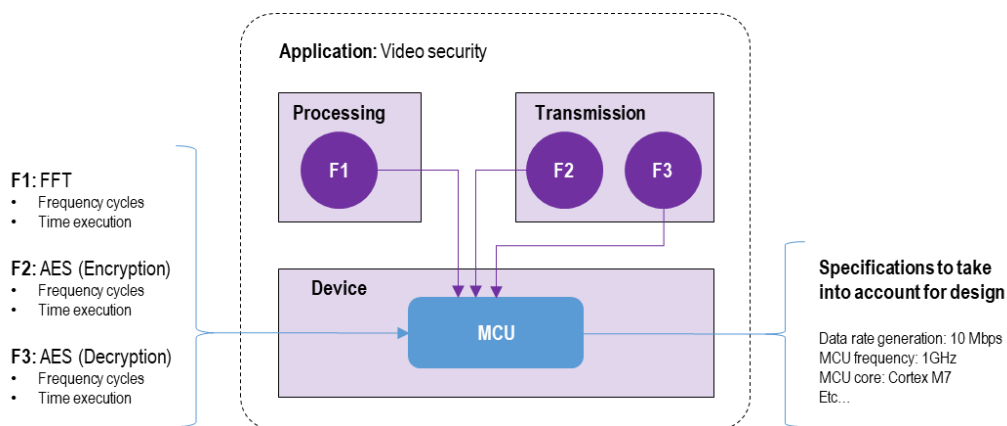 Application: Video security
Processing
Transmission
F1
F2
F3
F1: FFT
• Frequency cycles
• Time execution
F2: AES (Encryption)
• Frequency cycles
• Time execution
F3: AES (Decryption)
• Frequency cycles
• Time execution
Device
MCU
Specifications to take
into account for design
Data rate generation: 10 Mbps
MCU frequency: 1GHz
MCU core: Cortex M7
Etc…